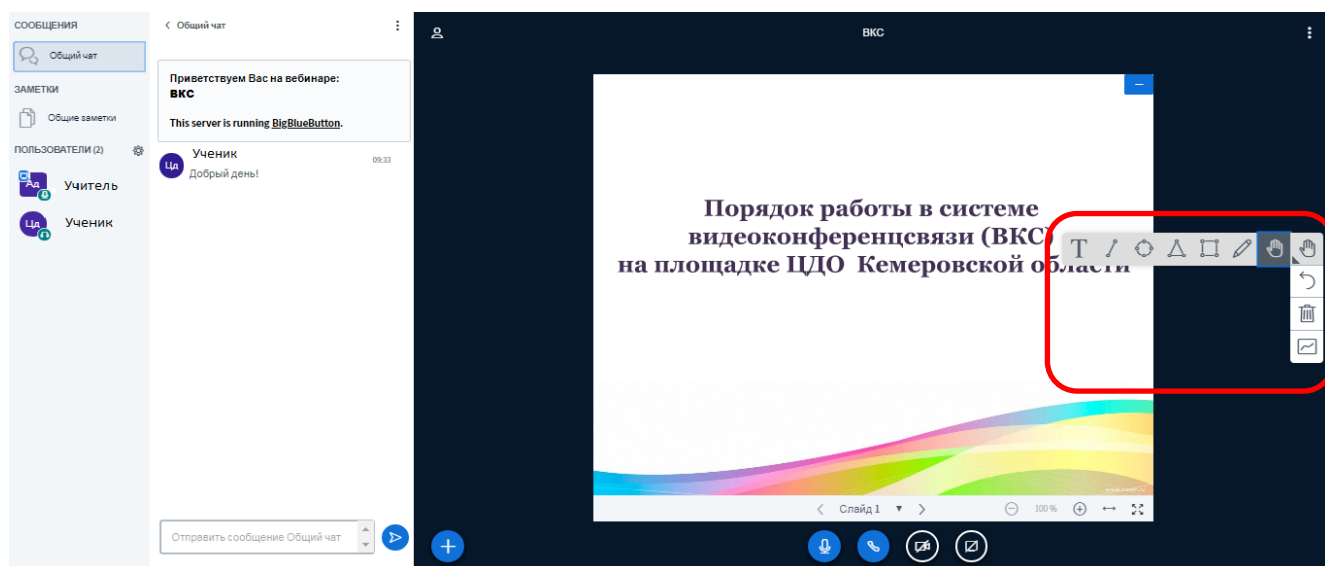 СООБЩЕНИЯ
Общий чат
ЗАМЕТКИ
Общие заметки
ПОЛЬЗОВАТЕЛИ (2)
Ад
Учитель
Цд
Ученик
Общий чат
Приветствуем Вас на вебинаре:
ВКС
This server is running BigBlueButton.
Цд
Ученик
09:33
Добрый день!
Отправить сообщение Общий чат
ВКС
Порядок работы в системе
видеоконференцсвязи (ВКС)
на площадке ЦДО Кемеровской области
T
Слайд 1
100 %